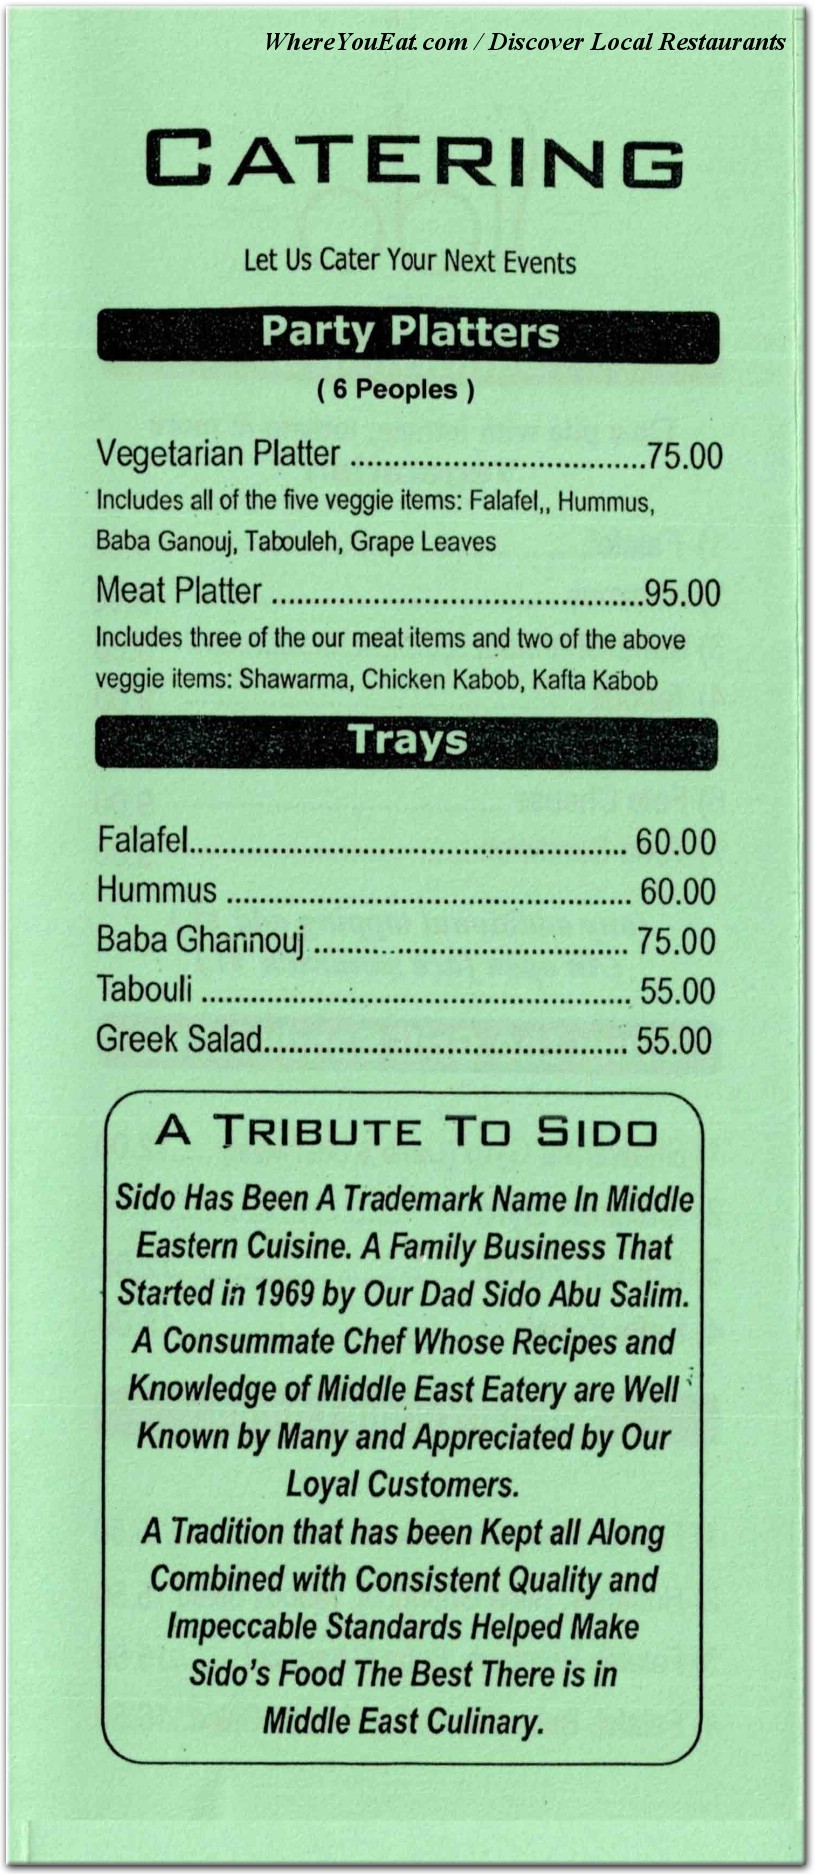 WhereYouEat.com / Discover Local Restaurants
CATERING
Let Us Cater Your Next Events
Party Platters
( 6 Peoples )
Vegetarian Platter ...................................75.00
Includes all of the five veggie items: Falafel,, Hummus,
Baba Ganouj, Tabouleh, Grape Leaves
Meat Platter ............................................95.00
Includes three of the our meat items and two of the above
veggie items: Shawarma, Chicken Kabob, Kafta Kabob
Trays
Falafel..................................................... 60.00
Hummus ................................................ 60.00
Baba Ghannouj ..................................... 75.00
Tabouli ................................................... 55.00
Greek Salad........................................... 55.00
A TRIBUTE TO SIDO
Sido Has Been A Trademark Name In Middle
Eastern Cuisine. A Family Business That
Started in 1969 by Our Dad Sido Abu Salim.
A Consummate Chef Whose Recipes and
Knowledge of Middle East Eatery are Well
Known by Many and Appreciated by Our
Loyal Customers.
A Tradition that has been Kept all Along
Combined with Consistent Quality and
Impeccable Standards Helped Make
Sido's Food The Best There is in
Middle East Culinary.